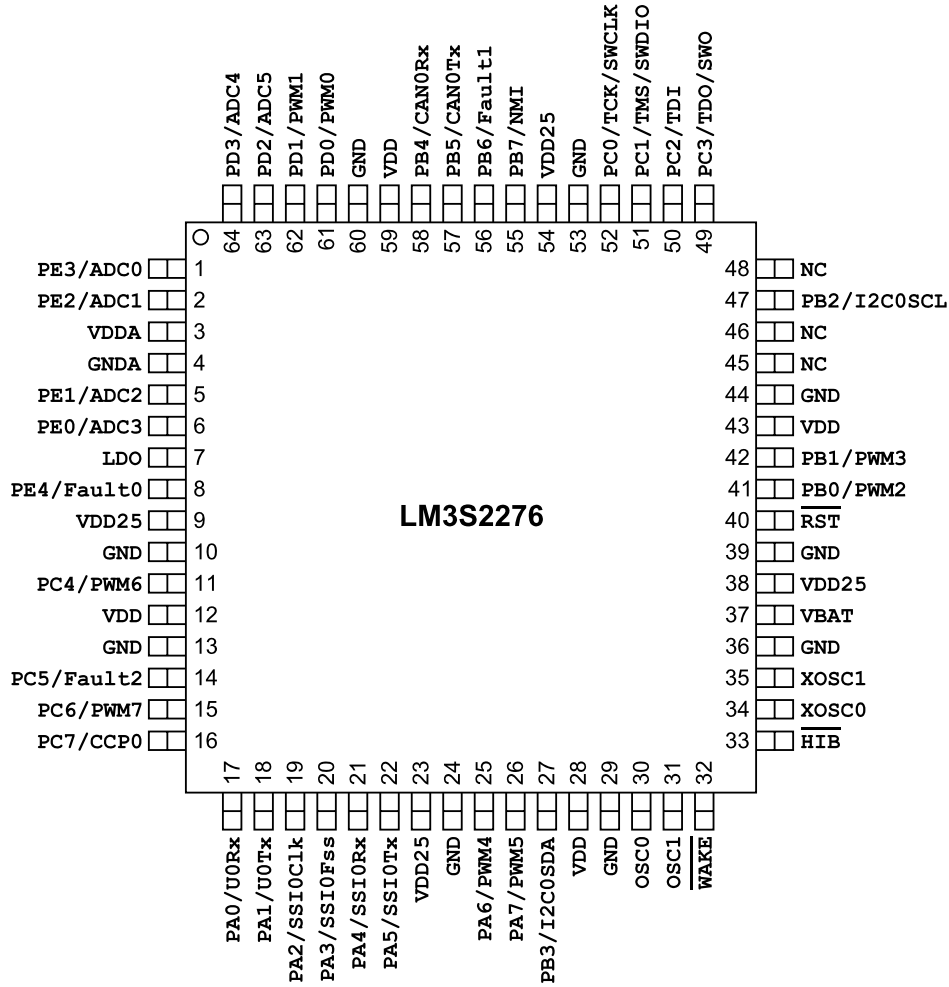 PD3/ADC4
PD2/ADC5
PD1/PWM1
PD0/PWM0
GND
VDD
PB4/CAN0Rx
PB5/CAN0Tx
PB6/Fault1
PB7/NMI
VDD25
GND
PC0/TCK/SWCLK
PC1/TMS/SWDIO
PC2/TDI
PC3/TDO/SWO
64 63 62 61 60 59 58 57 56 55 54 53 52 51 50 49
PE3/ADC0 1 48 NC
PE2/ADC1 2 47 PB2/I2C0SCL
VDDA 3 46 NC
GNDA 4 45 NC
PE1/ADC2 5 44 GND
PE0/ADC3 6 43 VDD
LDO 7 42 PB1/PWM3
PE4/Fault0 8 41 PB0/PWM2
LM3S2276
VDD25 9 40 RST
GND 10 39 GND
PC4/PWM6 11 38 VDD25
VDD 12 37 VBAT
GND 13 36 GND
PC5/Fault2 14 35 XOSC1
PC6/PWM7 15 34 XOSC0
PC7/CCP0 16 33 HIB
17 18 19 20 21 22 23 24 25 26 27 28 29 30 31 32
PA0/U0Rx
PA1/U0Tx
PA2/SSI0Clk
PA3/SSI0Fss
PA4/SSI0Rx
PA5/SSI0Tx
VDD25
GND
PA6/PWM4
PA7/PWM5
PB3/I2C0SDA
VDD
GND
OSC0
OSC1
WAKE